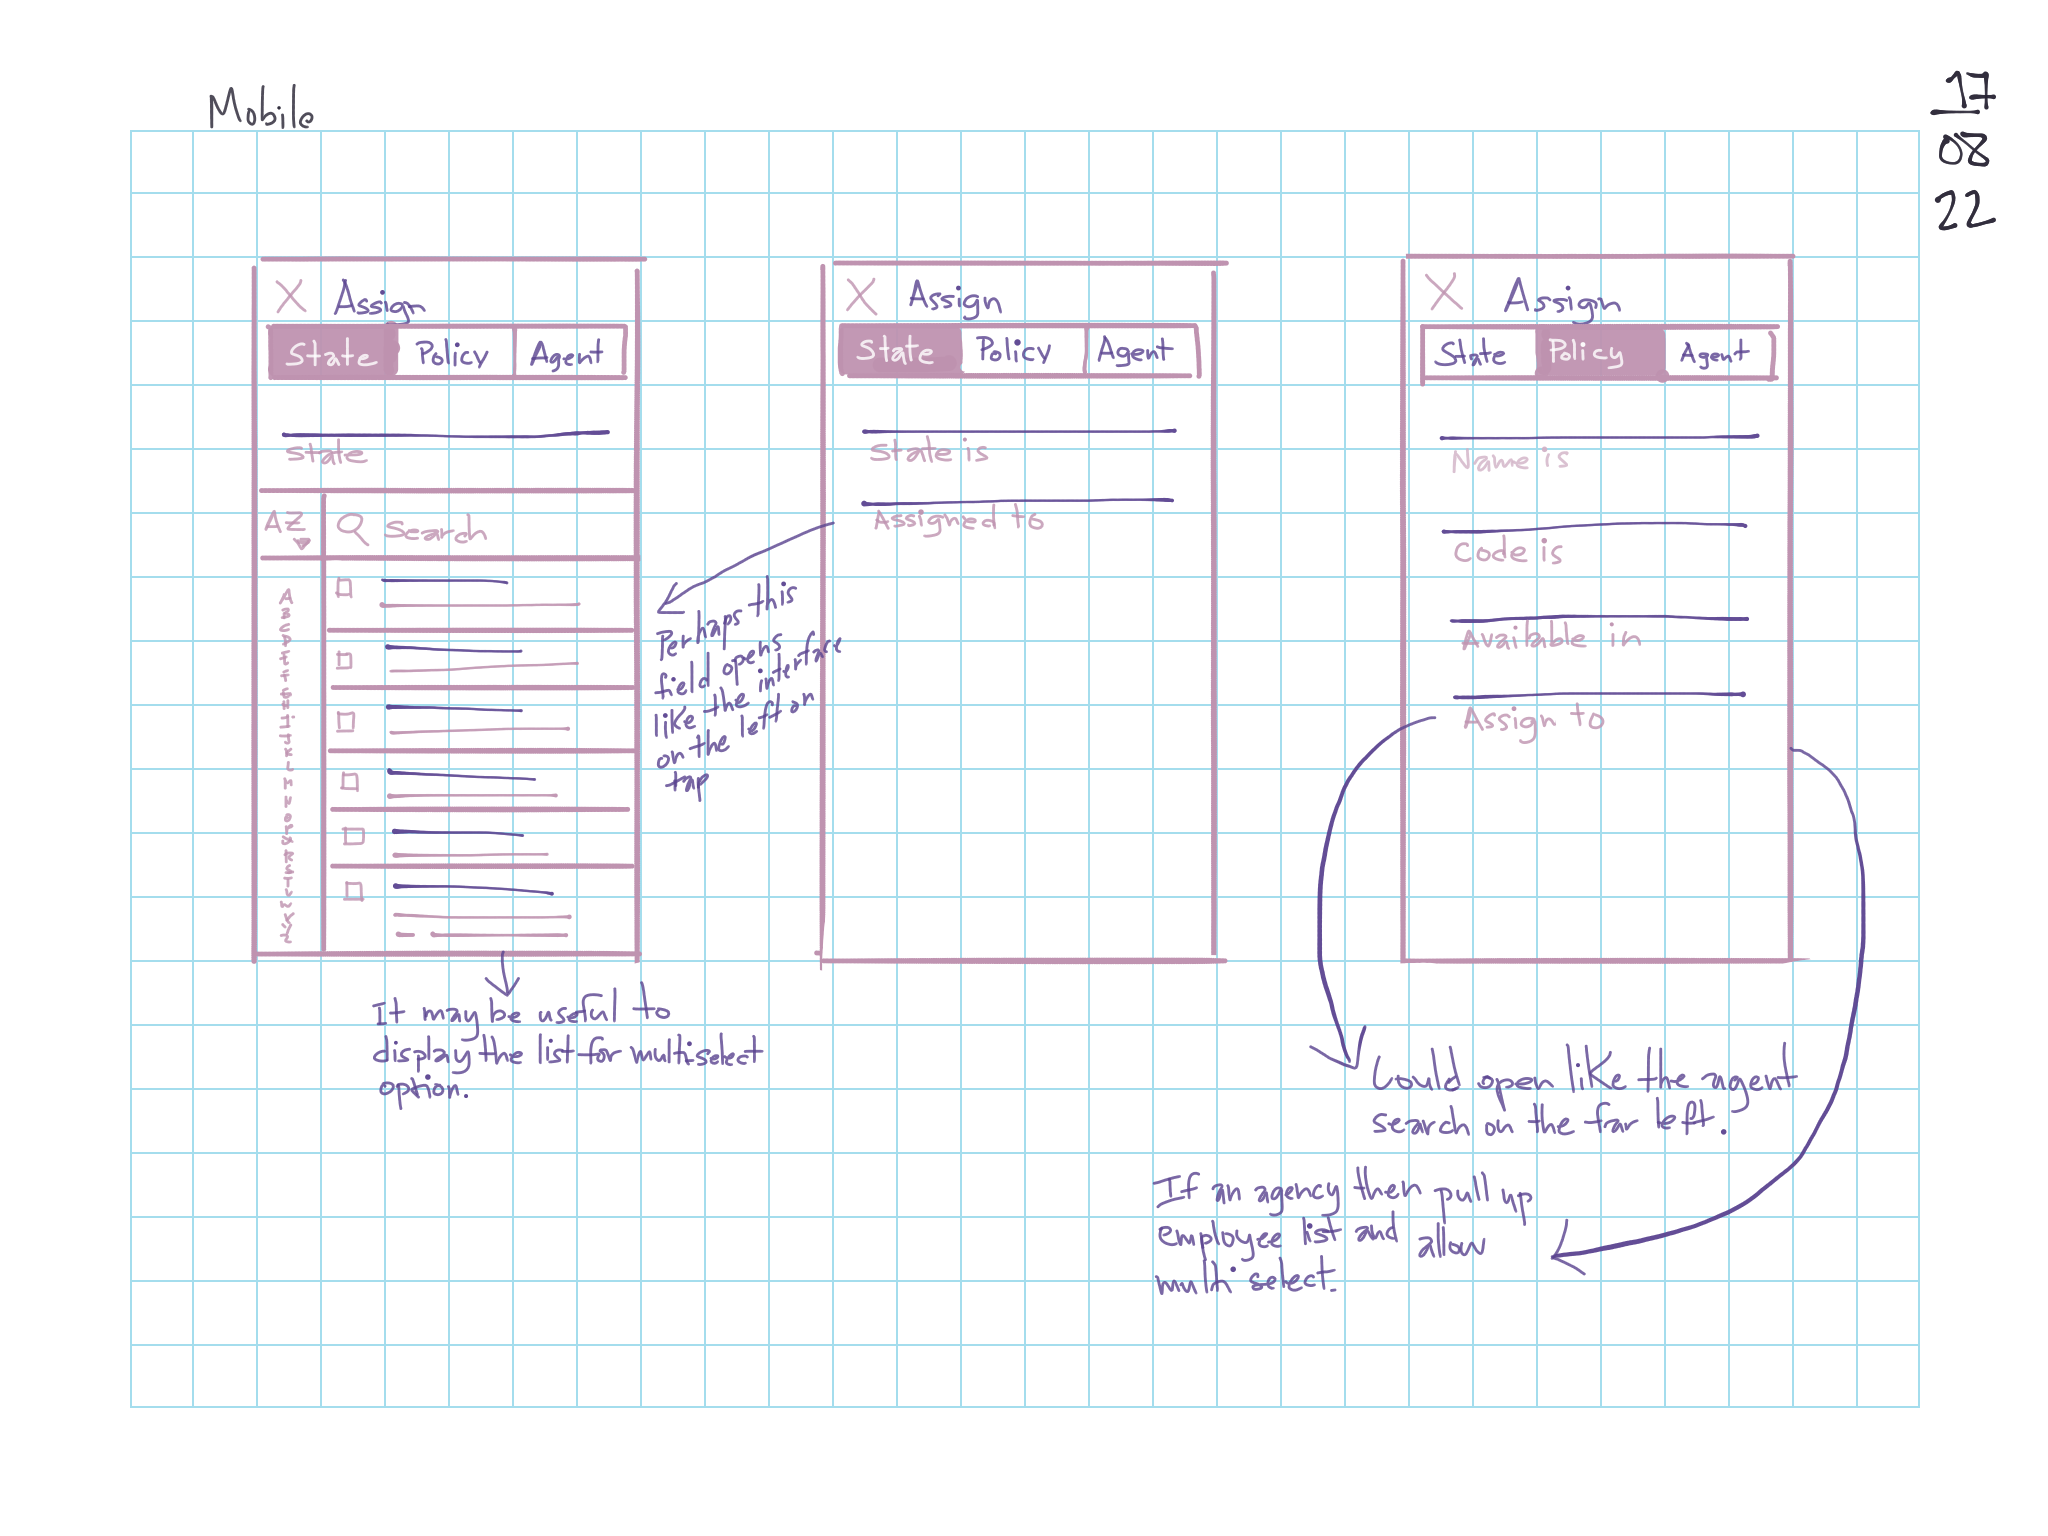 Mobile
17
08
22
X Assign
State Policy Agent
State
AZ Search
A
B
C
D
E
F
G
H
I
J
K
L
M
N
O
P
Q
R
S
T
V
W
X
Y
Z
It may be useful to
display the list for multiselect
option.
X Assign
State Policy Agent
State is
Assigned to
Perhaps this
field opens
like the interface
on the left on
tap
X Assign
State Policy Agent
Name is
Code is
Available in
Assign to
Could open like the agent
search on the far left.
If an agency then pull up
employee list and allow
multi select.